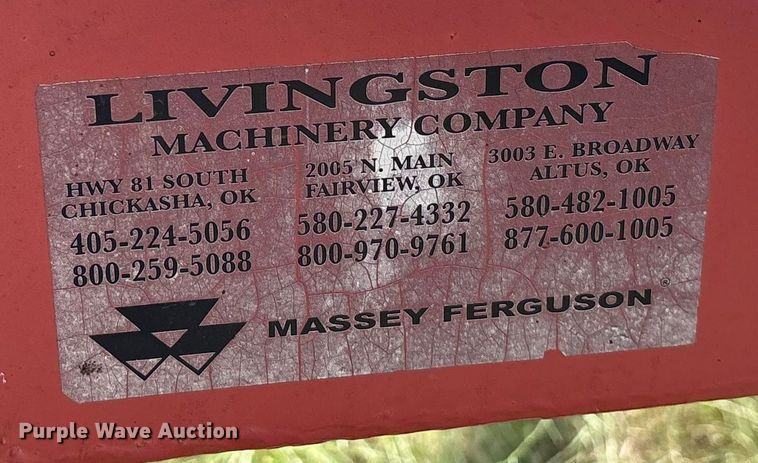 LIVINGSTON
MACHINERY COMPANY
HWY 81 SOUTH
CHICKASHA, OK
405-224-5056
800-259-5088
2005 N. MAIN
FAIRVIEW, OK
580-227-4332
800-970-9761
3003 E. BROADWAY
ALTUS, OK
580-482-1005
877-600-1005
MASSEY FERGUSON®
Purple Wave Auction